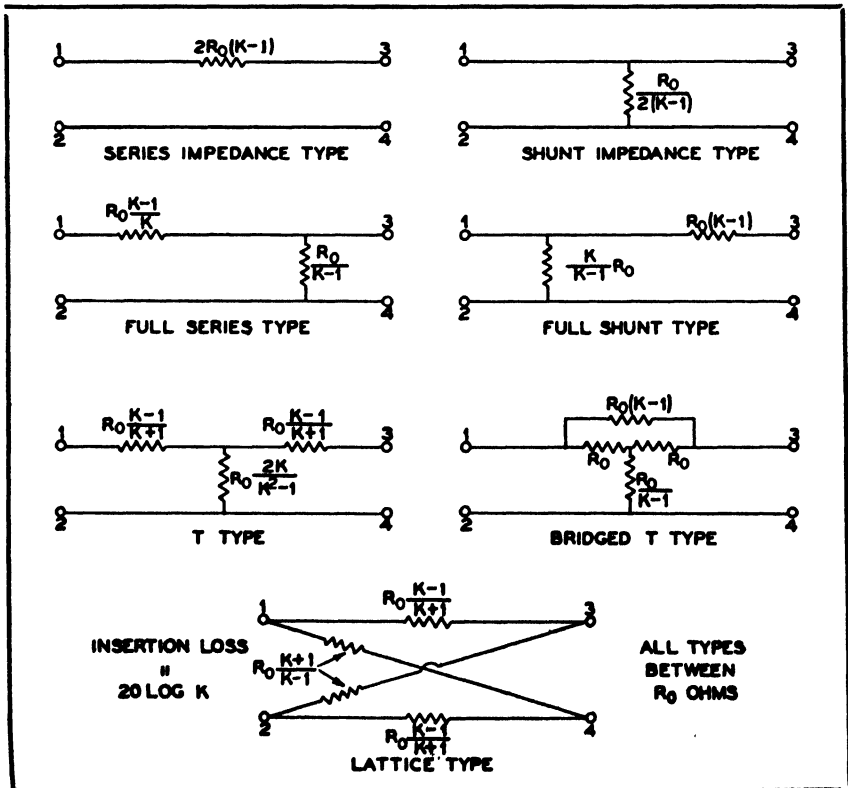 1 2R₀(K-1) 3
2 4
SERIES IMPEDANCE TYPE
1 3
R₀
2(K-1)
2 4
SHUNT IMPEDANCE TYPE
1 R₀ K-1 3
K
R₀
K-1
2 4
FULL SERIES TYPE
1 R₀(K-1) 3
K R₀
K-1
2 4
FULL SHUNT TYPE
1 R₀ K-1 R₀ K-1 3
K+1 K+1
R₀ 2K
K²-1
2 4
T TYPE
R₀(K-1)
1 3
R₀ R₀
R₀
K-1
2 4
BRIDGED T TYPE
1 R₀ K-1 3
K+1
INSERTION LOSS
=
20 LOG K
R₀ K+1
K-1
ALL TYPES
BETWEEN
R₀ OHMS
2 4
R₀ K-1
K+1
LATTICE TYPE